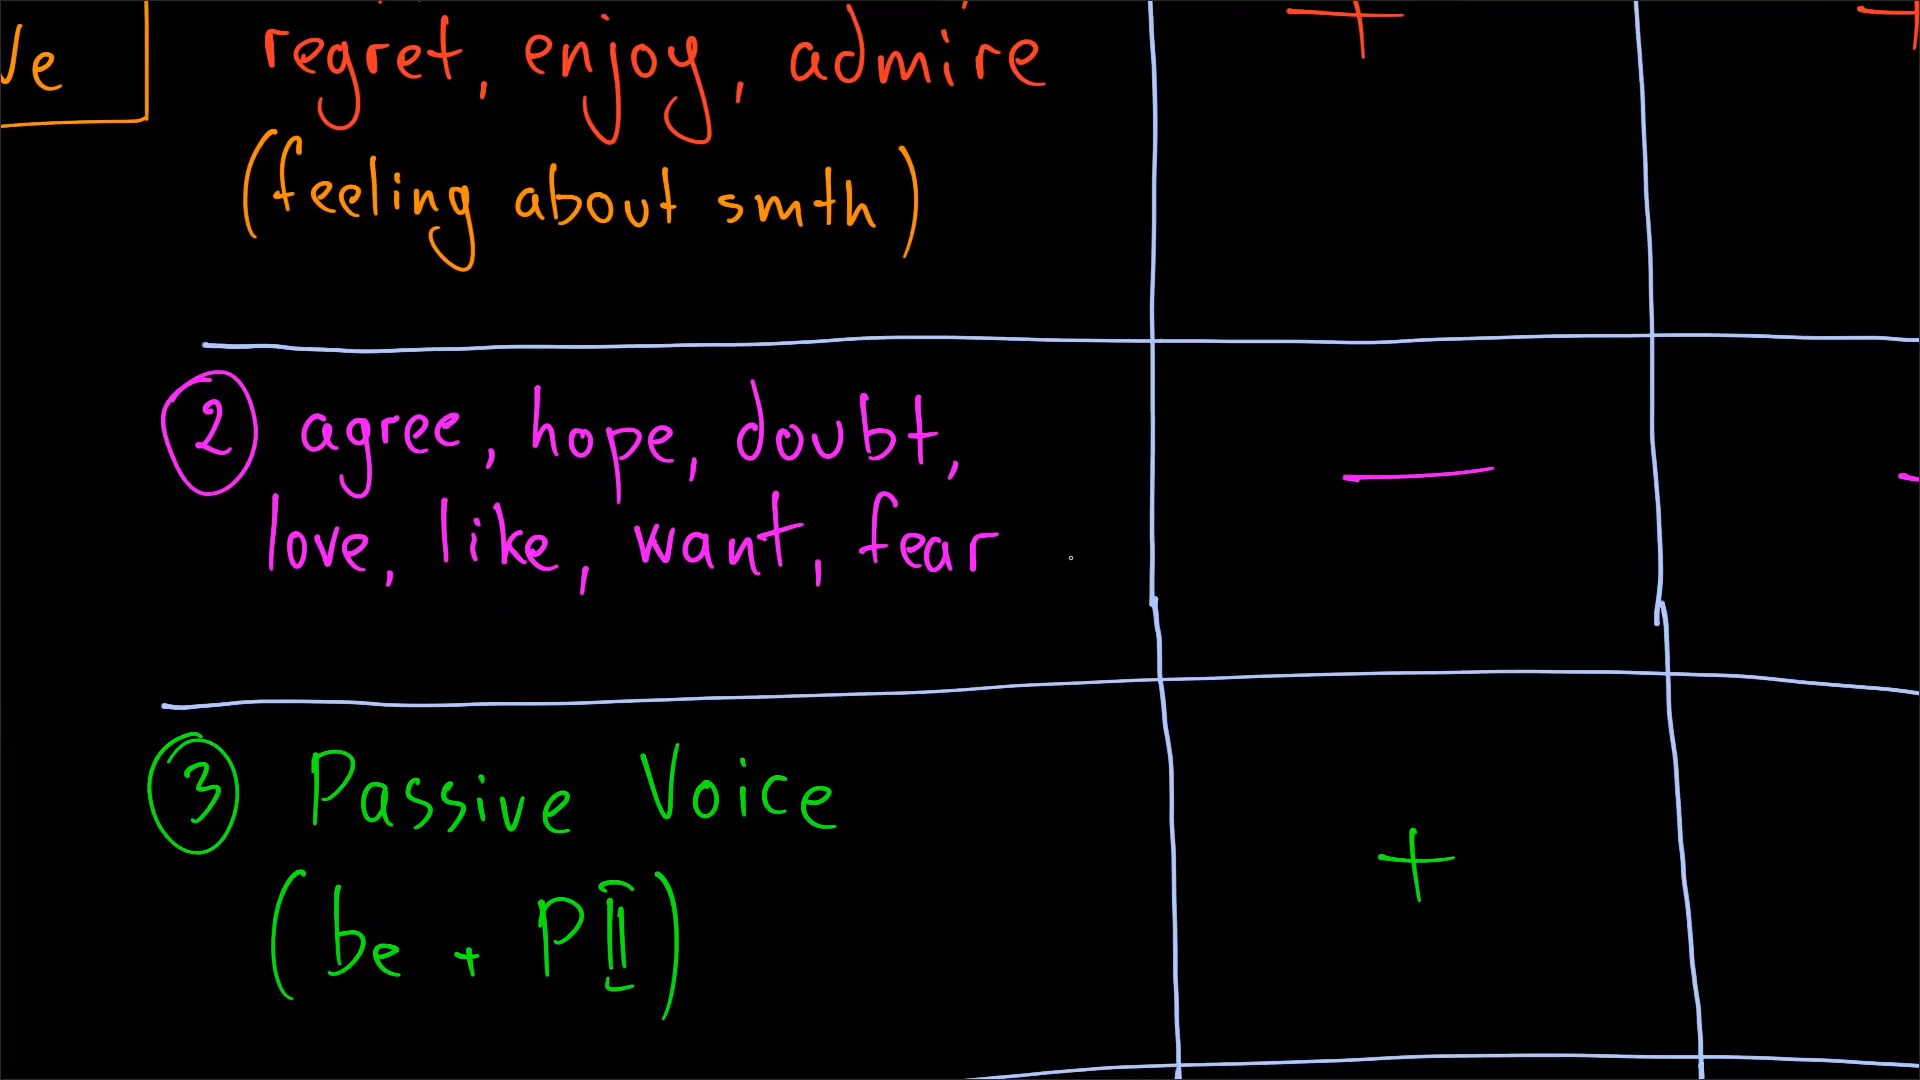 ve
regret, enjoy, admire
+
+
(feeling about smth)
② agree, hope, doubt,
love, like, want, fear
—
③ Passive Voice
(be + PII)
+